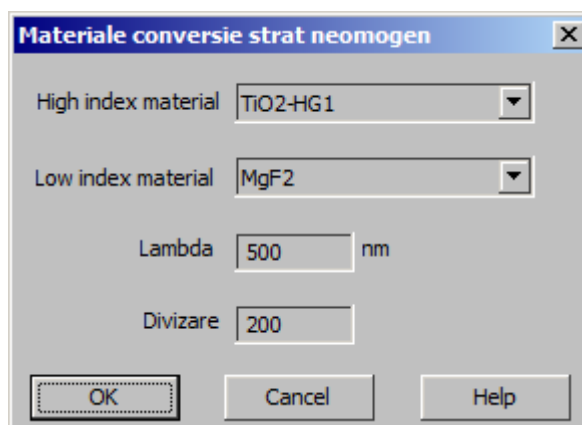 Materiale conversie strat neomogen
High index material TiO2-HG1
Low index material MgF2
Lambda 500 nm
Divizare 200
OK Cancel Help